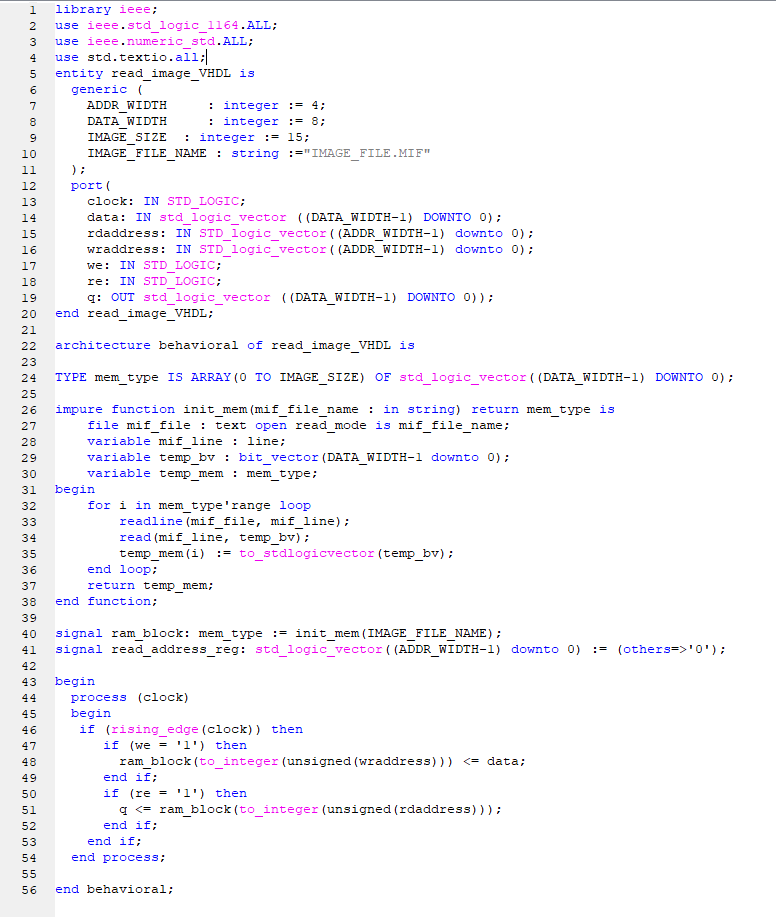 1 library ieee;
2 use ieee.std_logic_1164.ALL;
3 use ieee.numeric_std.ALL;
4 use std.textio.all;
5 entity read_image_VHDL is
6   generic (
7     ADDR_WIDTH     : integer := 4;
8     DATA_WIDTH     : integer := 8;
9     IMAGE_SIZE  : integer := 15;
10     IMAGE_FILE_NAME : string :="IMAGE_FILE.MIF"
11   );
12   port(
13     clock: IN STD_LOGIC;
14     data: IN std_logic_vector ((DATA_WIDTH-1) DOWNTO 0);
15     rdaddress: IN STD_logic_vector((ADDR_WIDTH-1) downto 0);
16     wraddress: IN STD_logic_vector((ADDR_WIDTH-1) downto 0);
17     we: IN STD_LOGIC;
18     re: IN STD_LOGIC;
19     q: OUT std_logic_vector ((DATA_WIDTH-1) DOWNTO 0));
20 end read_image_VHDL;
21
22 architecture behavioral of read_image_VHDL is
23
24 TYPE mem_type IS ARRAY(0 TO IMAGE_SIZE) OF std_logic_vector((DATA_WIDTH-1) DOWNTO 0);
25
26 impure function init_mem(mif_file_name : in string) return mem_type is
27     file mif_file : text open read_mode is mif_file_name;
28     variable mif_line : line;
29     variable temp_bv : bit_vector(DATA_WIDTH-1 downto 0);
30     variable temp_mem : mem_type;
31 begin
32     for i in mem_type'range loop
33         readline(mif_file, mif_line);
34         read(mif_line, temp_bv);
35         temp_mem(i) := to_stdlogicvector(temp_bv);
36     end loop;
37     return temp_mem;
38 end function;
39
40 signal ram_block: mem_type := init_mem(IMAGE_FILE_NAME);
41 signal read_address_reg: std_logic_vector((ADDR_WIDTH-1) downto 0) := (others=>'0');
42
43 begin
44   process (clock)
45   begin
46    if (rising_edge(clock)) then
47       if (we = '1') then
48         ram_block(to_integer(unsigned(wraddress))) <= data;
49       end if;
50       if (re = '1') then
51         q <= ram_block(to_integer(unsigned(rdaddress)));
52       end if;
53     end if;
54   end process;
55
56 end behavioral;